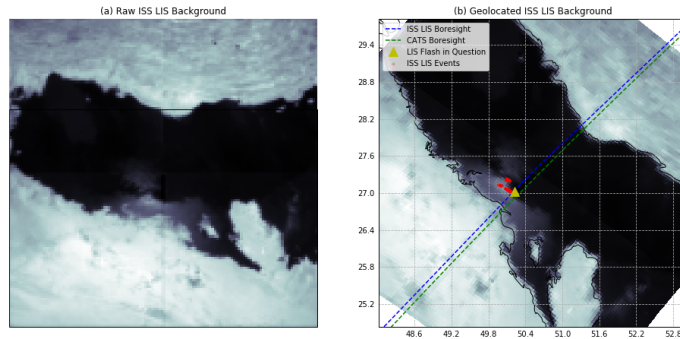 (a) Raw ISS LIS Background
(b) Geolocated ISS LIS Background
ISS LIS Boresight
CATS Boresight
LIS Flash in Question
ISS LIS Events
29.4
28.8
28.2
27.6
27.0
26.4
25.8
25.2
48.6 49.2 49.8 50.4 51.0 51.6 52.2 52.8